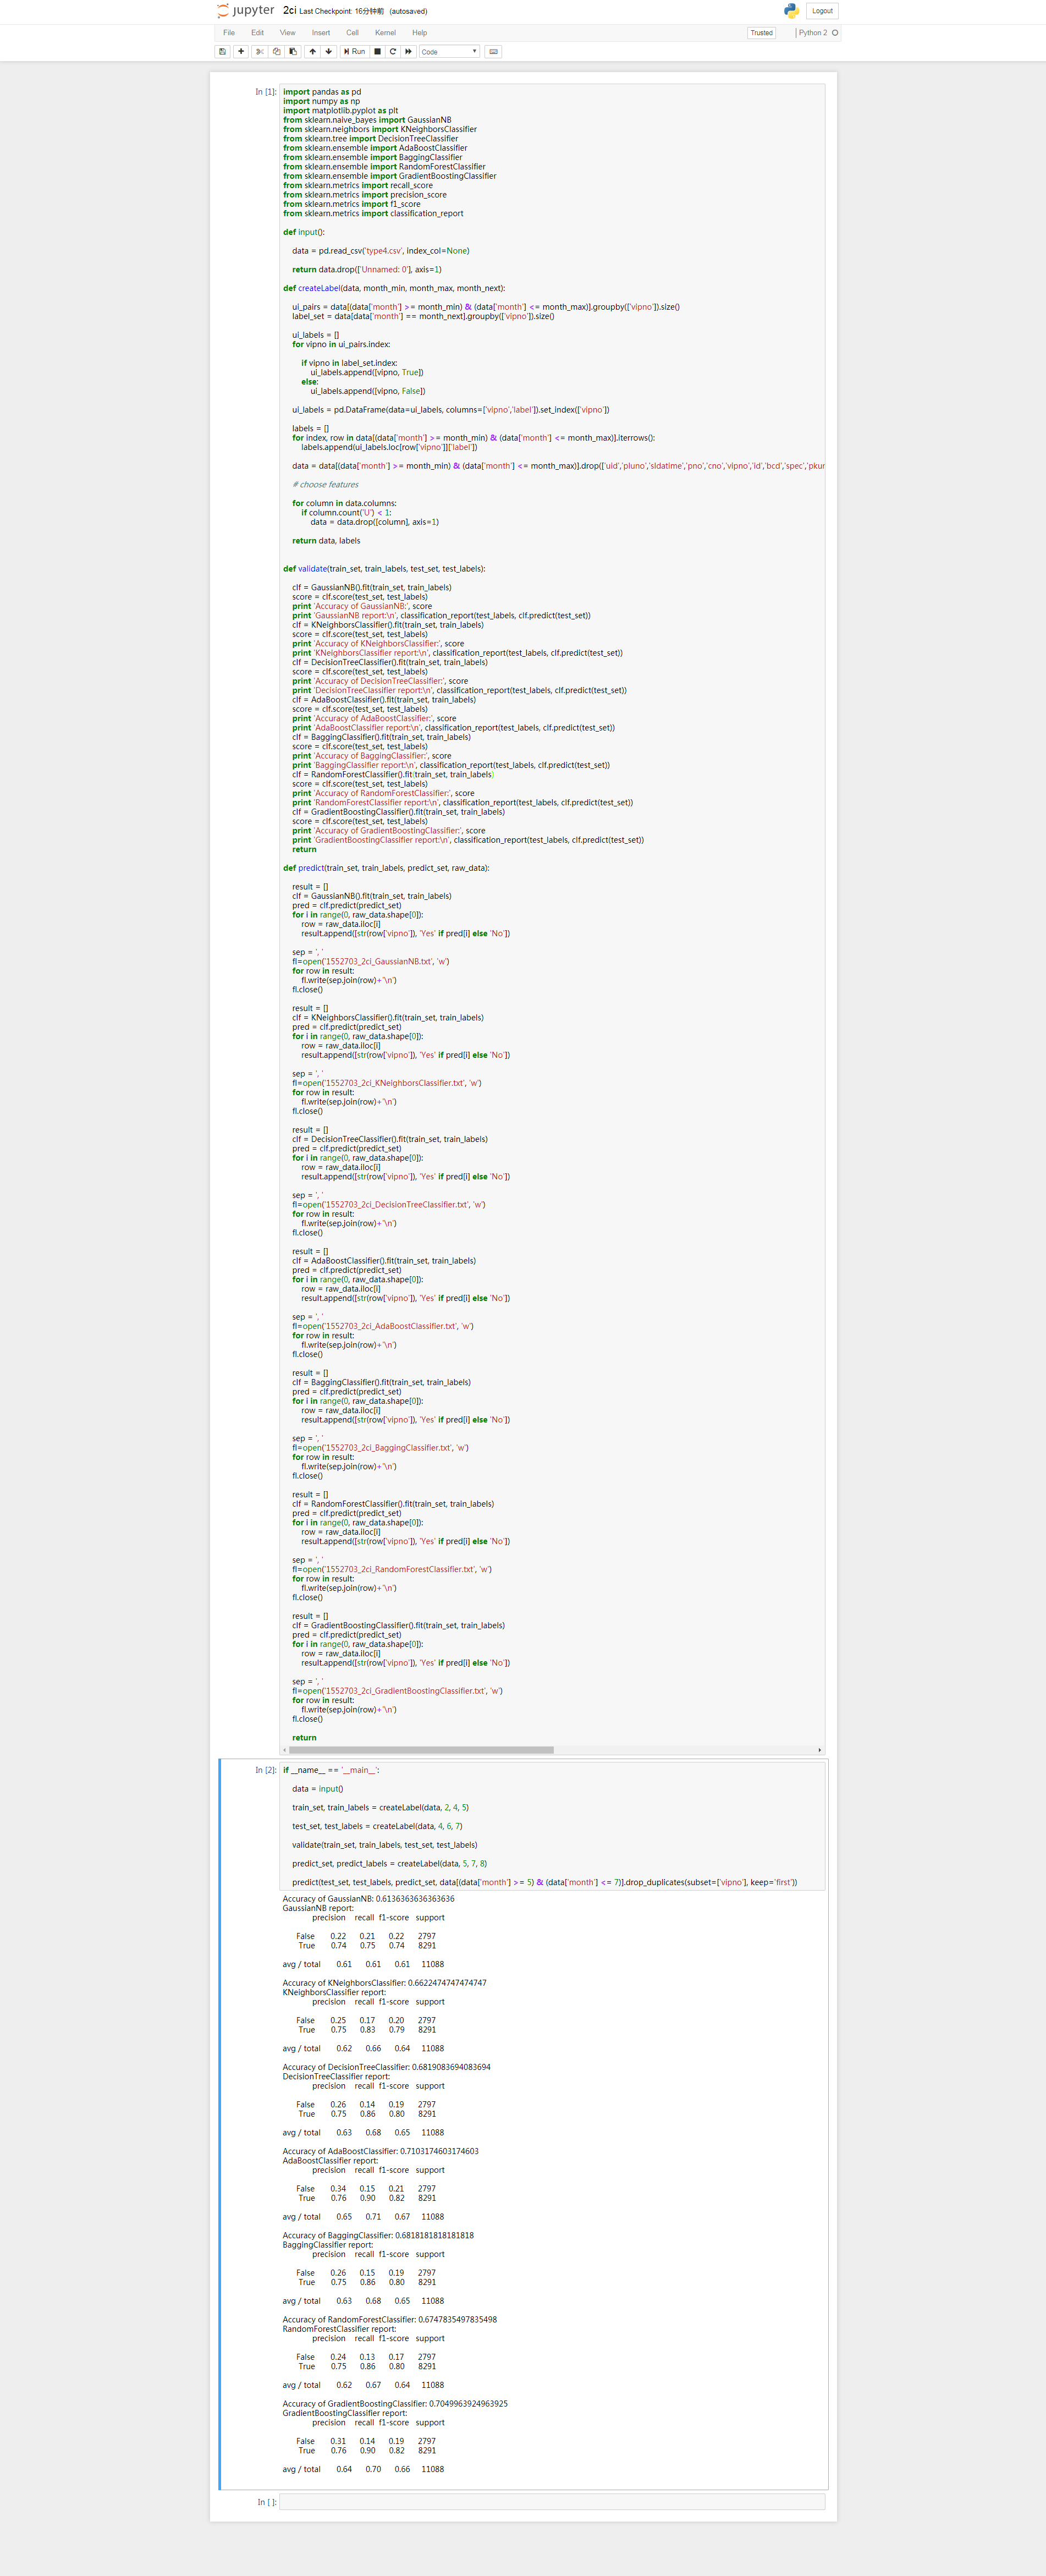 jupyter 2ci Last Checkpoint: 16分钟前 (autosaved) Logout
File Edit View Insert Cell Kernel Help Trusted Python 2
Run Code
In [1]:
import pandas as pd
import numpy as np
import matplotlib.pyplot as plt
from sklearn.naive_bayes import GaussianNB
from sklearn.neighbors import KNeighborsClassifier
from sklearn.tree import DecisionTreeClassifier
from sklearn.ensemble import AdaBoostClassifier
from sklearn.ensemble import BaggingClassifier
from sklearn.ensemble import RandomForestClassifier
from sklearn.ensemble import GradientBoostingClassifier
from sklearn.metrics import recall_score
from sklearn.metrics import precision_score
from sklearn.metrics import f1_score
from sklearn.metrics import classification_report
def input():
data = pd.read_csv('type4.csv', index_col=None)
return data.drop(['Unnamed: 0'], axis=1)
def createLabel(data, month_min, month_max, month_next):
ui_pairs = data[(data['month'] >= month_min) & (data['month'] <= month_max)].groupby(['vipno']).size()
label_set = data[data['month'] == month_next].groupby(['vipno']).size()
ui_labels = []
for vipno in ui_pairs.index:
if vipno in label_set.index:
ui_labels.append([vipno, True])
else:
ui_labels.append([vipno, False])
ui_labels = pd.DataFrame(data=ui_labels, columns=['vipno','label']).set_index(['vipno'])
labels = []
for index, row in data[(data['month'] >= month_min) & (data['month'] <= month_max)].iterrows():
labels.append(ui_labels.loc[row['vipno']]['label'])
data = data[(data['month'] >= month_min) & (data['month'] <= month_max)].drop(['uid','pluno','sldatime','pno','cno','vipno','id','bcd','spec','pkur
# choose features
for column in data.columns:
if column.count('U') < 1:
data = data.drop([column], axis=1)
return data, labels
def validate(train_set, train_labels, test_set, test_labels):
clf = GaussianNB().fit(train_set, train_labels)
score = clf.score(test_set, test_labels)
print 'Accuracy of GaussianNB:', score
print 'GaussianNB report:\n', classification_report(test_labels, clf.predict(test_set))
clf = KNeighborsClassifier().fit(train_set, train_labels)
score = clf.score(test_set, test_labels)
print 'Accuracy of KNeighborsClassifier:', score
print 'KNeighborsClassifier report:\n', classification_report(test_labels, clf.predict(test_set))
clf = DecisionTreeClassifier().fit(train_set, train_labels)
score = clf.score(test_set, test_labels)
print 'Accuracy of DecisionTreeClassifier:', score
print 'DecisionTreeClassifier report:\n', classification_report(test_labels, clf.predict(test_set))
clf = AdaBoostClassifier().fit(train_set, train_labels)
score = clf.score(test_set, test_labels)
print 'Accuracy of AdaBoostClassifier:', score
print 'AdaBoostClassifier report:\n', classification_report(test_labels, clf.predict(test_set))
clf = BaggingClassifier().fit(train_set, train_labels)
score = clf.score(test_set, test_labels)
print 'Accuracy of BaggingClassifier:', score
print 'BaggingClassifier report:\n', classification_report(test_labels, clf.predict(test_set))
clf = RandomForestClassifier().fit(train_set, train_labels)
score = clf.score(test_set, test_labels)
print 'Accuracy of RandomForestClassifier:', score
print 'RandomForestClassifier report:\n', classification_report(test_labels, clf.predict(test_set))
clf = GradientBoostingClassifier().fit(train_set, train_labels)
score = clf.score(test_set, test_labels)
print 'Accuracy of GradientBoostingClassifier:', score
print 'GradientBoostingClassifier report:\n', classification_report(test_labels, clf.predict(test_set))
return
def predict(train_set, train_labels, predict_set, raw_data):
result = []
clf = GaussianNB().fit(train_set, train_labels)
pred = clf.predict(predict_set)
for i in range(0, raw_data.shape[0]):
row = raw_data.iloc[i]
result.append([str(row['vipno']), 'Yes' if pred[i] else 'No'])
sep = ', '
fl=open('1552703_2ci_GaussianNB.txt', 'w')
for row in result:
fl.write(sep.join(row)+'\n')
fl.close()
result = []
clf = KNeighborsClassifier().fit(train_set, train_labels)
pred = clf.predict(predict_set)
for i in range(0, raw_data.shape[0]):
row = raw_data.iloc[i]
result.append([str(row['vipno']), 'Yes' if pred[i] else 'No'])
sep = ', '
fl=open('1552703_2ci_KNeighborsClassifier.txt', 'w')
for row in result:
fl.write(sep.join(row)+'\n')
fl.close()
result = []
clf = DecisionTreeClassifier().fit(train_set, train_labels)
pred = clf.predict(predict_set)
for i in range(0, raw_data.shape[0]):
row = raw_data.iloc[i]
result.append([str(row['vipno']), 'Yes' if pred[i] else 'No'])
sep = ', '
fl=open('1552703_2ci_DecisionTreeClassifier.txt', 'w')
for row in result:
fl.write(sep.join(row)+'\n')
fl.close()
result = []
clf = AdaBoostClassifier().fit(train_set, train_labels)
pred = clf.predict(predict_set)
for i in range(0, raw_data.shape[0]):
row = raw_data.iloc[i]
result.append([str(row['vipno']), 'Yes' if pred[i] else 'No'])
sep = ', '
fl=open('1552703_2ci_AdaBoostClassifier.txt', 'w')
for row in result:
fl.write(sep.join(row)+'\n')
fl.close()
result = []
clf = BaggingClassifier().fit(train_set, train_labels)
pred = clf.predict(predict_set)
for i in range(0, raw_data.shape[0]):
row = raw_data.iloc[i]
result.append([str(row['vipno']), 'Yes' if pred[i] else 'No'])
sep = ', '
fl=open('1552703_2ci_BaggingClassifier.txt', 'w')
for row in result:
fl.write(sep.join(row)+'\n')
fl.close()
result = []
clf = RandomForestClassifier().fit(train_set, train_labels)
pred = clf.predict(predict_set)
for i in range(0, raw_data.shape[0]):
row = raw_data.iloc[i]
result.append([str(row['vipno']), 'Yes' if pred[i] else 'No'])
sep = ', '
fl=open('1552703_2ci_RandomForestClassifier.txt', 'w')
for row in result:
fl.write(sep.join(row)+'\n')
fl.close()
result = []
clf = GradientBoostingClassifier().fit(train_set, train_labels)
pred = clf.predict(predict_set)
for i in range(0, raw_data.shape[0]):
row = raw_data.iloc[i]
result.append([str(row['vipno']), 'Yes' if pred[i] else 'No'])
sep = ', '
fl=open('1552703_2ci_GradientBoostingClassifier.txt', 'w')
for row in result:
fl.write(sep.join(row)+'\n')
fl.close()
return
In [2]:
if __name__ == '__main__':
data = input()
train_set, train_labels = createLabel(data, 2, 4, 5)
test_set, test_labels = createLabel(data, 4, 6, 7)
validate(train_set, train_labels, test_set, test_labels)
predict_set, predict_labels = createLabel(data, 5, 7, 8)
predict(test_set, test_labels, predict_set, data[(data['month'] >= 5) & (data['month'] <= 7)].drop_duplicates(subset=['vipno'], keep='first'))
Accuracy of GaussianNB: 0.6136363636363636
GaussianNB report:
precision recall f1-score support
False 0.22 0.21 0.22 2797
True 0.74 0.75 0.74 8291
avg / total 0.61 0.61 0.61 11088
Accuracy of KNeighborsClassifier: 0.6622474747474747
KNeighborsClassifier report:
precision recall f1-score support
False 0.25 0.17 0.20 2797
True 0.75 0.83 0.79 8291
avg / total 0.62 0.66 0.64 11088
Accuracy of DecisionTreeClassifier: 0.6819083694083694
DecisionTreeClassifier report:
precision recall f1-score support
False 0.26 0.14 0.19 2797
True 0.75 0.86 0.80 8291
avg / total 0.63 0.68 0.65 11088
Accuracy of AdaBoostClassifier: 0.7103174603174603
AdaBoostClassifier report:
precision recall f1-score support
False 0.34 0.15 0.21 2797
True 0.76 0.90 0.82 8291
avg / total 0.65 0.71 0.67 11088
Accuracy of BaggingClassifier: 0.6818181818181818
BaggingClassifier report:
precision recall f1-score support
False 0.26 0.15 0.19 2797
True 0.75 0.86 0.80 8291
avg / total 0.63 0.68 0.65 11088
Accuracy of RandomForestClassifier: 0.6747835497835498
RandomForestClassifier report:
precision recall f1-score support
False 0.24 0.13 0.17 2797
True 0.75 0.86 0.80 8291
avg / total 0.62 0.67 0.64 11088
Accuracy of GradientBoostingClassifier: 0.7049963924963925
GradientBoostingClassifier report:
precision recall f1-score support
False 0.31 0.14 0.19 2797
True 0.76 0.90 0.82 8291
avg / total 0.64 0.70 0.66 11088
In [ ]: